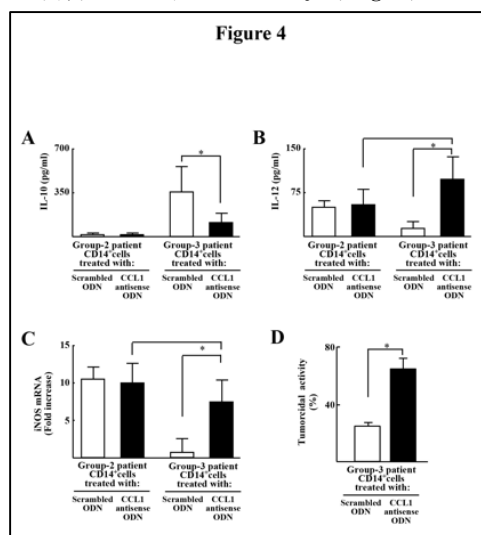 Figure 4
A
IL-10 (pg/ml)
700
350
*
Group-2 patient
CD14⁺cells
treated with:
Scrambled
ODN
CCL1
antisense
ODN
Group-3 patient
CD14⁺cells
treated with:
Scrambled
ODN
CCL1
antisense
ODN
B
IL-12 (pg/ml)
150
75
*
Group-2 patient
CD14⁺cells
treated with:
Scrambled
ODN
CCL1
antisense
ODN
Group-3 patient
CD14⁺cells
treated with:
Scrambled
ODN
CCL1
antisense
ODN
C
iNOS mRNA
(Fold increase)
15
10
5
*
Group-2 patient
CD14⁺cells
treated with:
Scrambled
ODN
CCL1
antisense
ODN
Group-3 patient
CD14⁺cells
treated with:
Scrambled
ODN
CCL1
antisense
ODN
D
Tumorcidal activity
(%)
80
40
*
Group-3 patient
CD14⁺cells
treated with:
Scrambled
ODN
CCL1
antisense
ODN